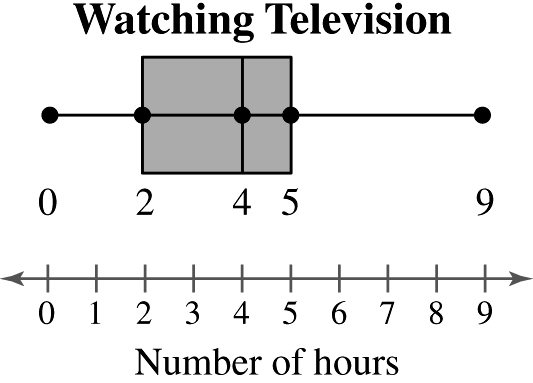 Watching Television
0 2 4 5 9
0 1 2 3 4 5 6 7 8 9
Number of hours